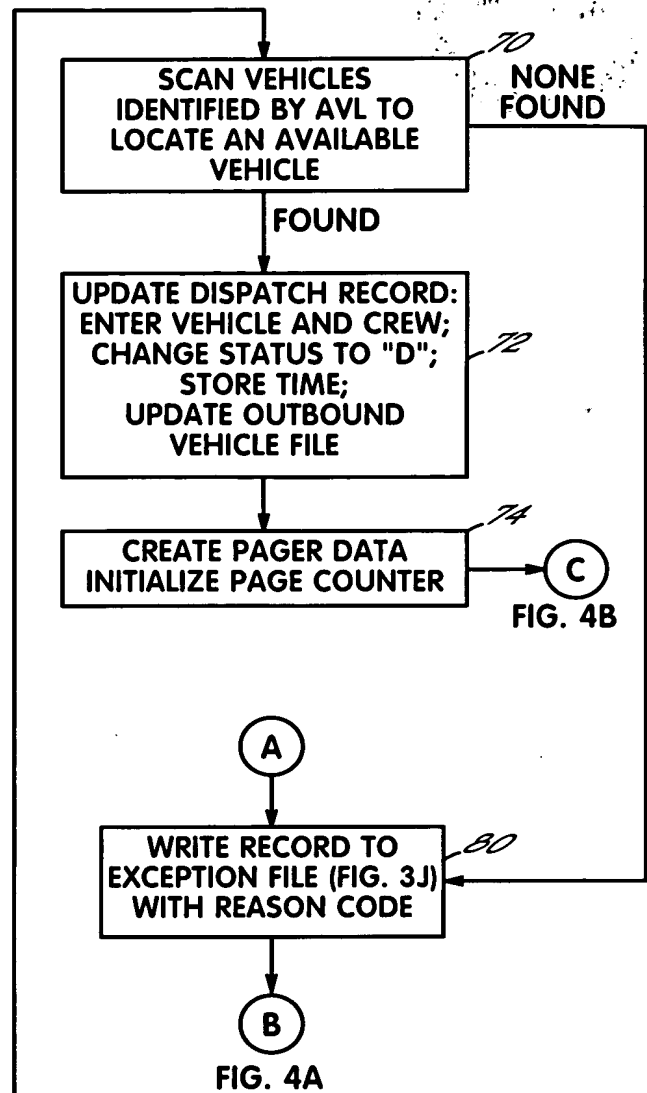 70
SCAN VEHICLES
IDENTIFIED BY AVL TO
LOCATE AN AVAILABLE
VEHICLE
NONE
FOUND
FOUND
UPDATE DISPATCH RECORD:
ENTER VEHICLE AND CREW;
CHANGE STATUS TO "D";
STORE TIME;
UPDATE OUTBOUND
VEHICLE FILE
72
74
CREATE PAGER DATA
INITIALIZE PAGE COUNTER
C
FIG. 4B
A
WRITE RECORD TO
EXCEPTION FILE (FIG. 3J)
WITH REASON CODE
80
B
FIG. 4A